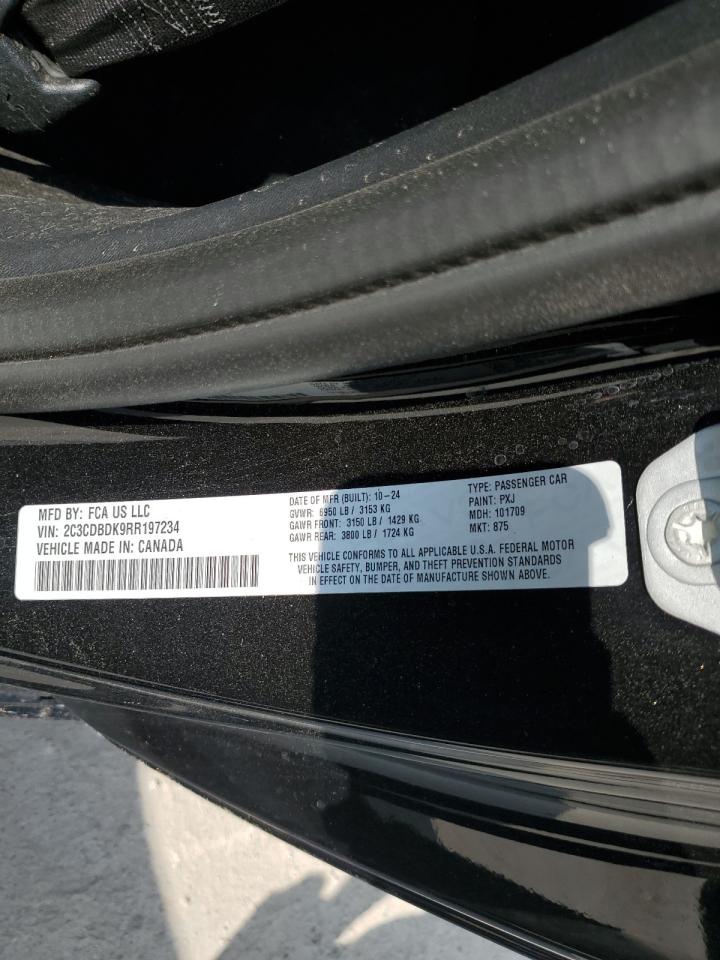 MFD BY: FCA US LLC
VIN: 2C3CDBDK9RR197234
VEHICLE MADE IN: CANADA
DATE OF MFR (BUILT): 10-24
GVWR: 6950 LB / 3153 KG
GAWR FRONT: 3150 LB / 1429 KG
GAWR REAR: 3800 LB / 1724 KG
TYPE: PASSENGER CAR
PAINT: PXJ
MDH: 101709
MKT: 875
THIS VEHICLE CONFORMS TO ALL APPLICABLE U.S.A. FEDERAL MOTOR
VEHICLE SAFETY, BUMPER, AND THEFT PREVENTION STANDARDS
IN EFFECT ON THE DATE OF MANUFACTURE SHOWN ABOVE.